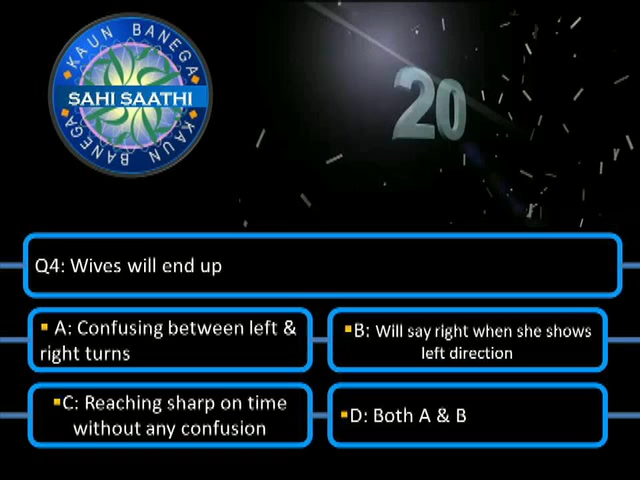 KAUN BANEGA
SAHI SAATHI
KAUN BANEGA
20
Q4: Wives will end up
A: Confusing between left &
right turns
B: Will say right when she shows
left direction
C: Reaching sharp on time
without any confusion
D: Both A & B